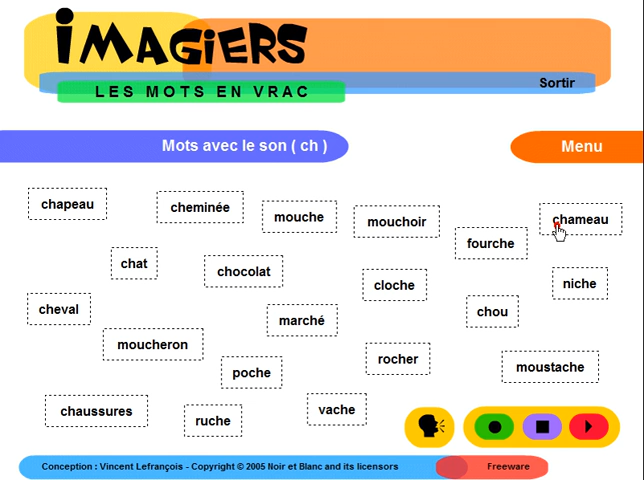 iMAGiERS
LES MOTS EN VRAC
Sortir
Mots avec le son ( ch )
Menu
chapeau
cheminée
mouche
mouchoir
chameau
fourche
chat
chocolat
cloche
niche
cheval
marché
chou
moucheron
poche
rocher
moustache
chaussures
ruche
vache
Conception : Vincent Lefrançois - Copyright © 2005 Noir et Blanc and its licensors
Freeware